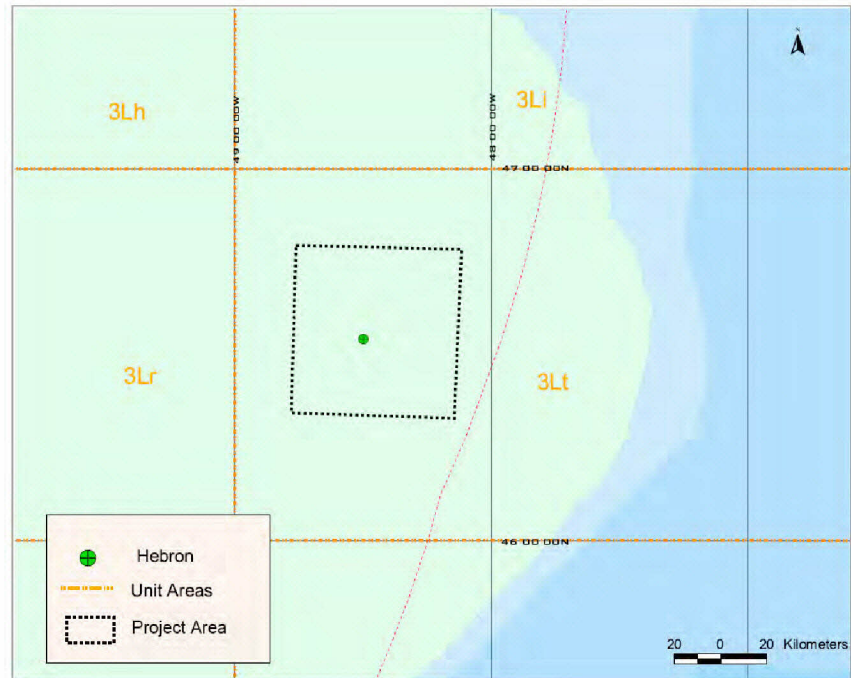 3Lh
49 00 00W
48 00 00W
3Li
47 00 00N
3Lr
3Lt
46 00 00N
Hebron
Unit Areas
Project Area
20 0 20 Kilometers